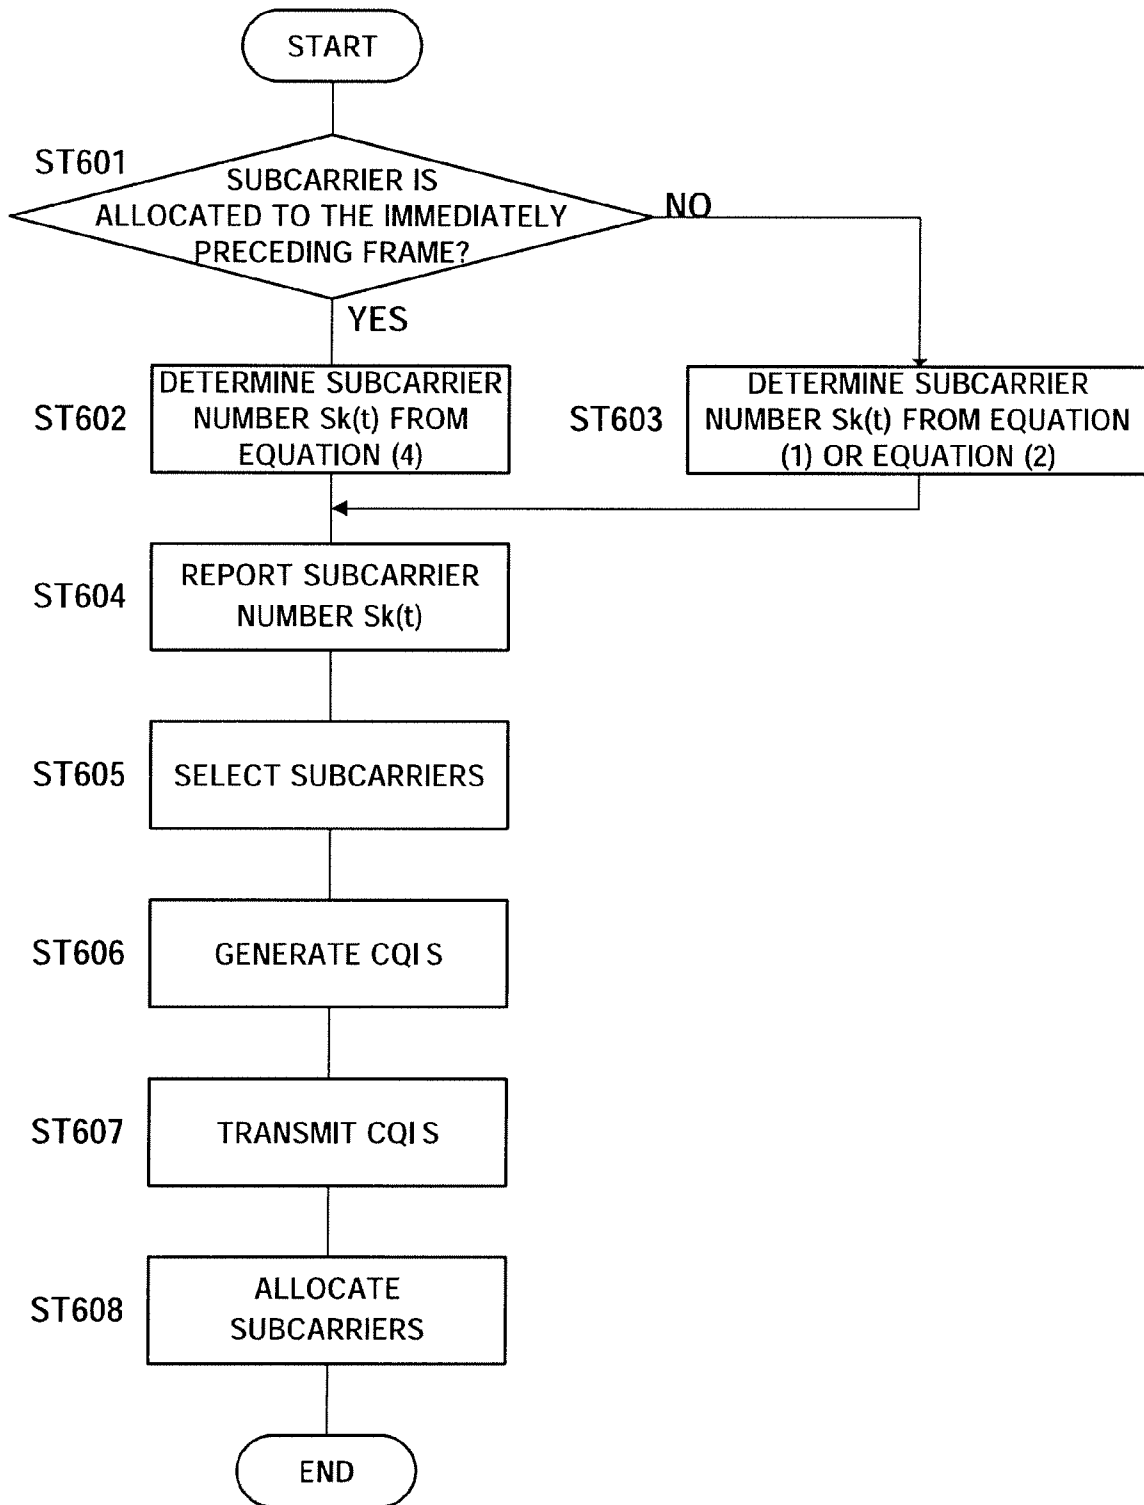 START
ST601
SUBCARRIER IS
ALLOCATED TO THE IMMEDIATELY
PRECEDING FRAME?
NO
YES
ST602
DETERMINE SUBCARRIER
NUMBER Sk(t) FROM
EQUATION (4)
ST603
DETERMINE SUBCARRIER
NUMBER Sk(t) FROM EQUATION
(1) OR EQUATION (2)
ST604
REPORT SUBCARRIER
NUMBER Sk(t)
ST605
SELECT SUBCARRIERS
ST606
GENERATE CQI S
ST607
TRANSMIT CQI S
ST608
ALLOCATE
SUBCARRIERS
END